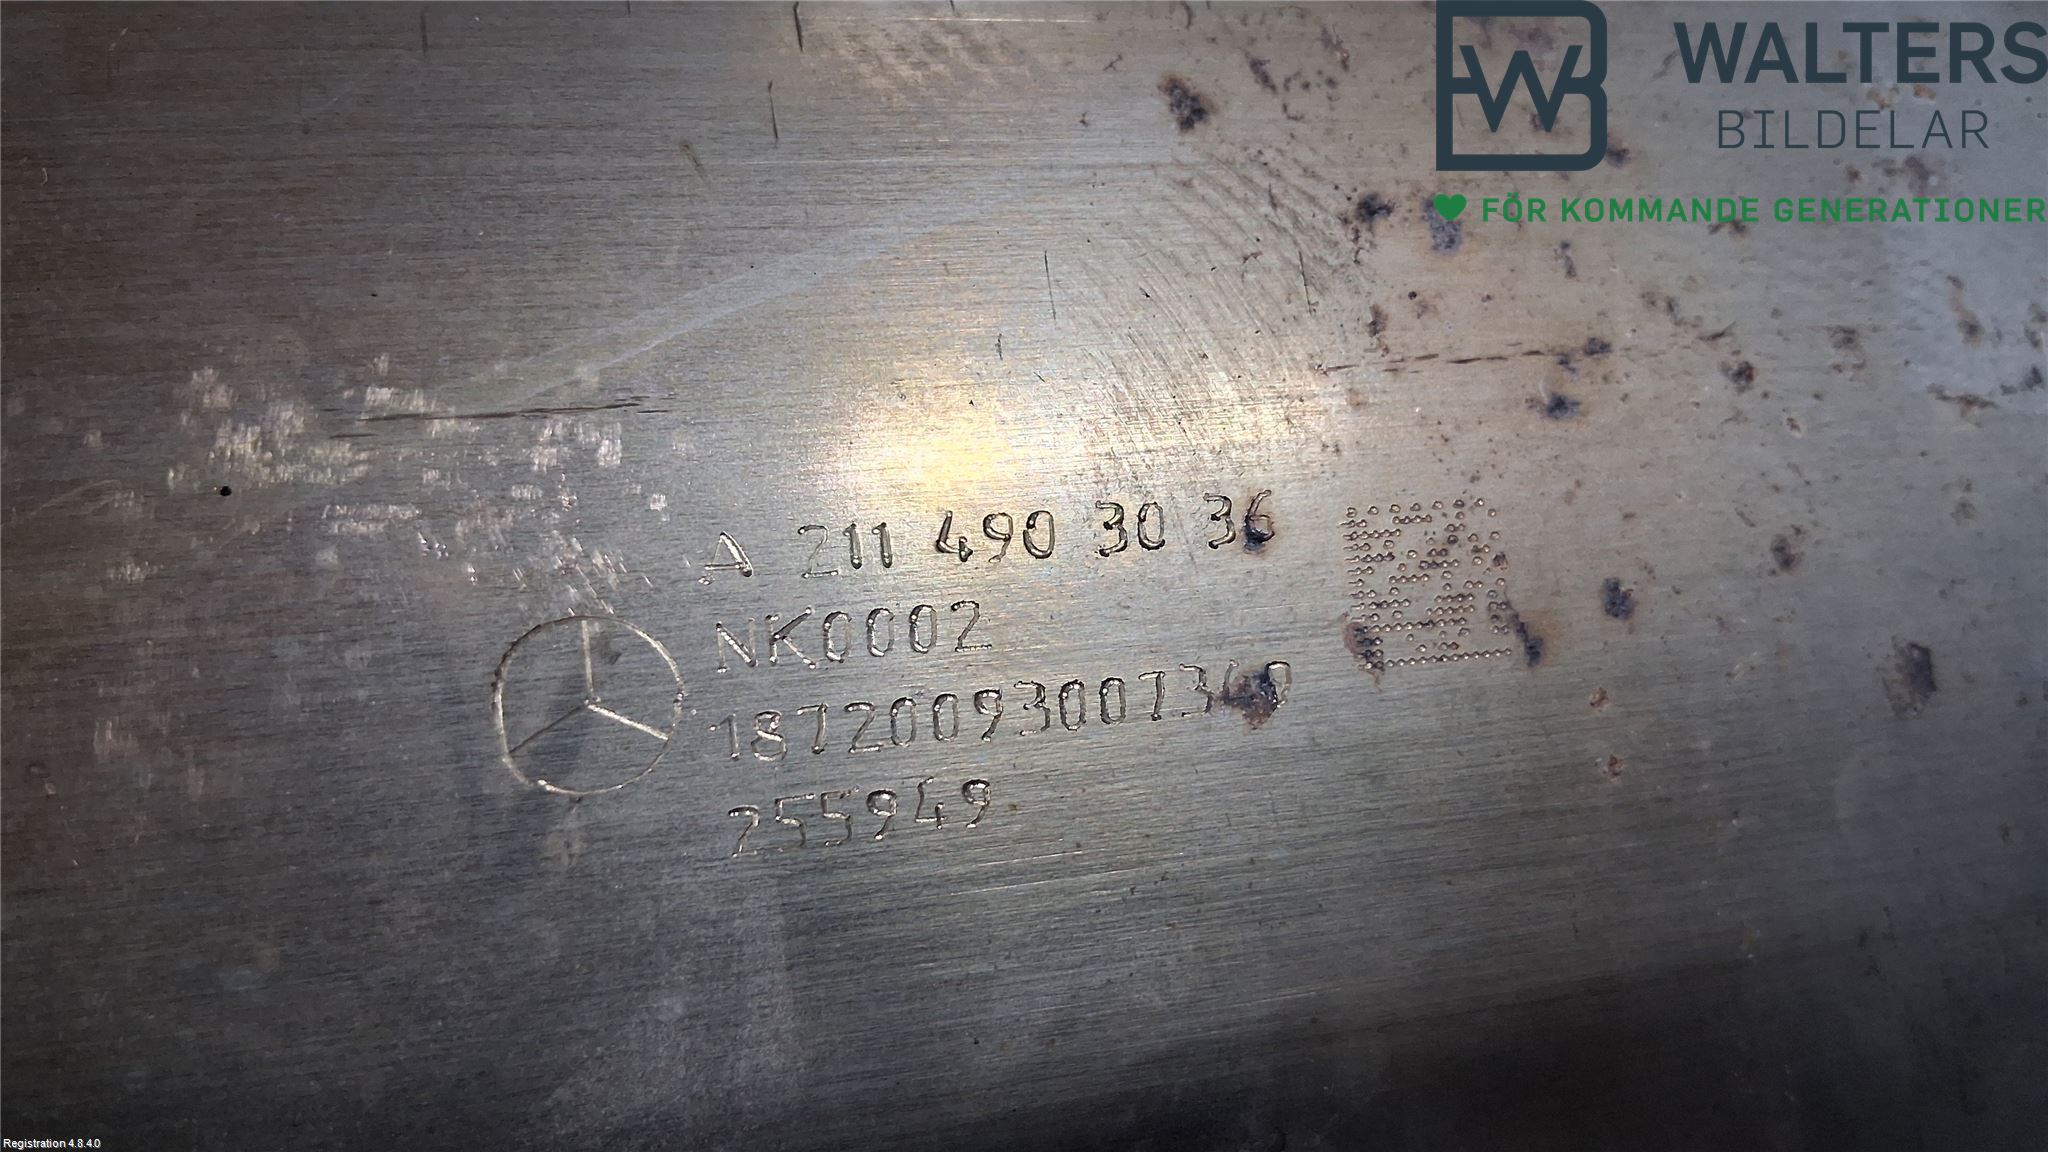 WALTERS
BILDELAR
FÖR KOMMANDE GENERATIONER
A 211 490 30 36
NK0002
255949
Registration 4.8.4.0